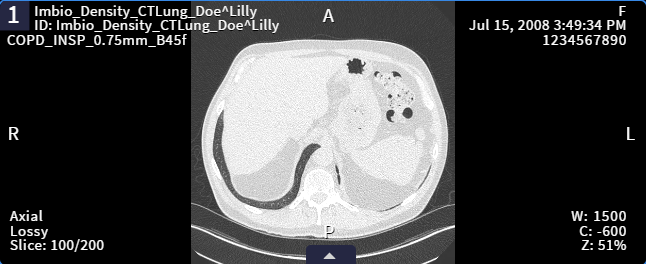 1
Imbio_Density_CTLung_Doe^Lilly
ID: Imbio_Density_CTLung_Doe^Lilly
COPD_INSP_0.75mm_B45f
A
F
Jul 15, 2008 3:49:34 PM
1234567890
R
L
Axial
Lossy
Slice: 100/200
P
W: 1500
C: -600
Z: 51%